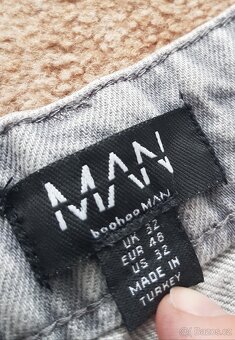 MAN
boohooMAN
UK 32
EUR 48
US 32
MADE IN
TURKEY